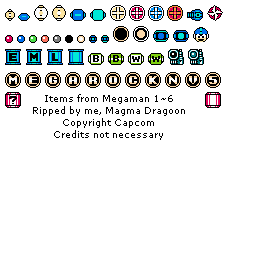 E M L B B W W
M E G A R O C K N V S
? Items from Megaman 1~6
Ripped by me, Magma Dragoon
Copyright Capcom
Credits not necessary